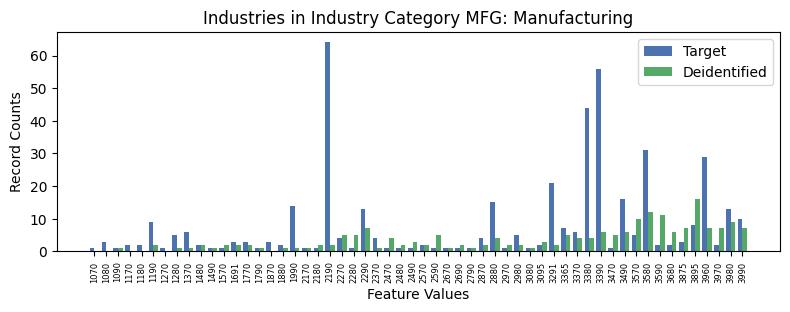 Industries in Industry Category MFG: Manufacturing
Target
Deidentified
Record Counts
60
50
40
30
20
10
0
1070 1080 1090 1170 1180 1190 1270 1280 1370 1480 1490 1570 1691 1770 1790 1870 1880 1990 2170 2180 2190 2270 2280 2290 2370 2470 2480 2490 2570 2590 2670 2690 2790 2870 2880 2970 2980 3080 3095 3291 3365 3370 3380 3390 3470 3490 3570 3580 3590 3680 3875 3895 3960 3970 3980 3990
Feature Values